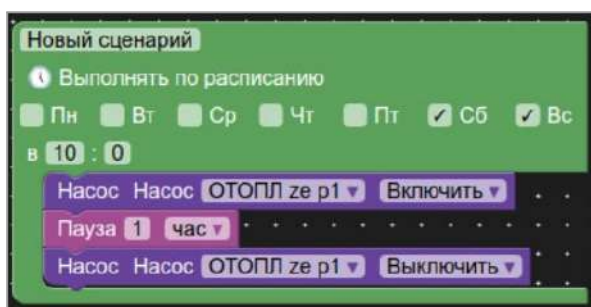 Новый сценарий
Выполнять по расписанию
Пн Вт Ср Чт Пт Сб Вс
в 10 : 0
Насос Насос ОТОПЛ ze p1 Включить
Пауза 1 час
Насос Насос ОТОПЛ ze p1 Выключить